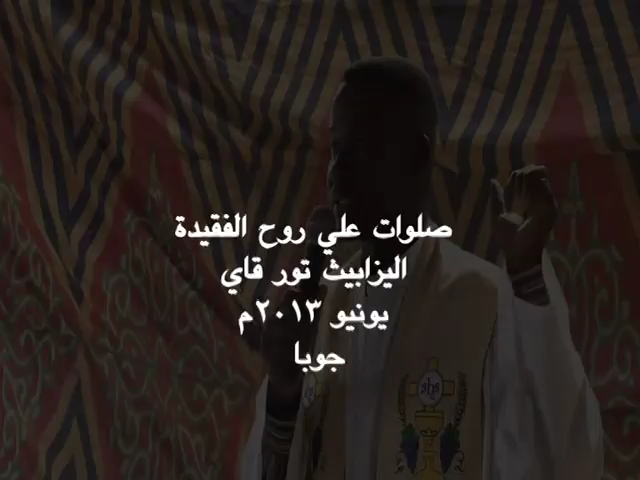 صلوات علي روح الفقيدة
اليزابيث تور قاي
يونيو ٢٠١٣م
جوبا